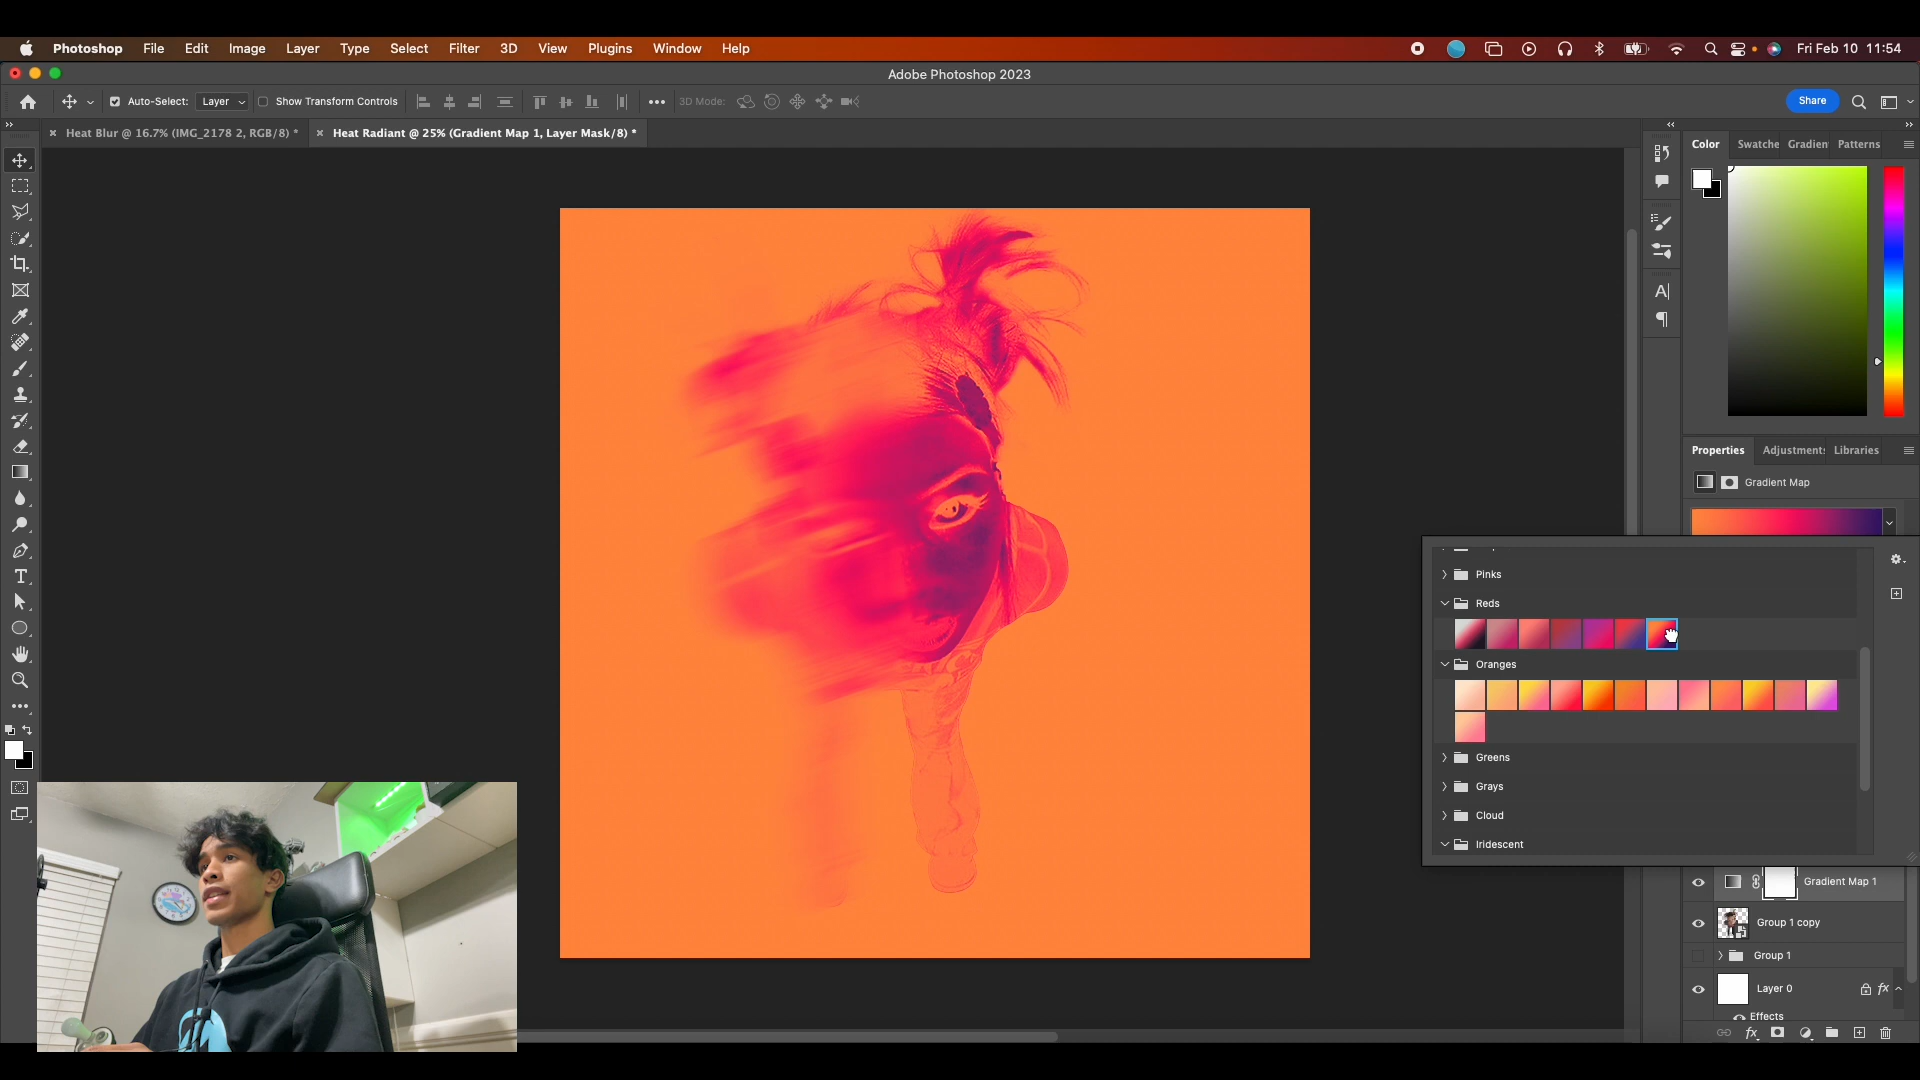 Photoshop File Edit Image Layer Type Select Filter 3D View Plugins Window Help Fri Feb 10 11:54
Adobe Photoshop 2023
Auto-Select: Layer Show Transform Controls 3D Mode: Share
Heat Blur @ 16.7% (IMG_2178 2, RGB/8) * Heat Radiant @ 25% (Gradient Map 1, Layer Mask/8) *
Color Swatche Gradien Patterns
Properties Adjustment: Libraries
Gradient Map
Pinks
Reds
Oranges
Greens
Grays
Cloud
Iridescent
Gradient Map 1
Group 1 copy
Group 1
Layer 0 fx
Effects
fx